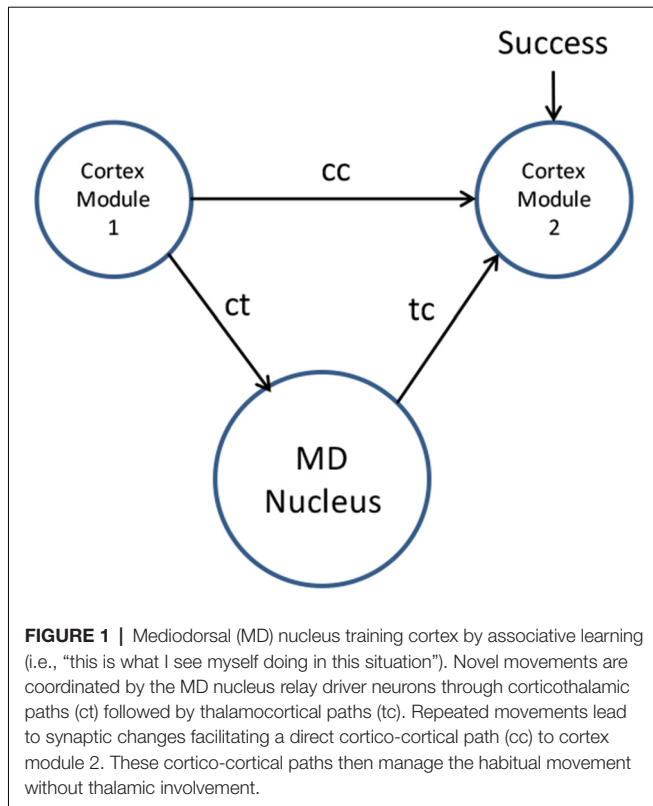 Success
Cortex
Module
1
cc
Cortex
Module
2
ct
tc
MD
Nucleus
FIGURE 1 | Mediodorsal (MD) nucleus training cortex by associative learning
(i.e., “this is what I see myself doing in this situation”). Novel movements are
coordinated by the MD nucleus relay driver neurons through corticothalamic
paths (ct) followed by thalamocortical paths (tc). Repeated movements lead
to synaptic changes facilitating a direct cortico-cortical path (cc) to cortex
module 2. These cortico-cortical paths then manage the habitual movement
without thalamic involvement.